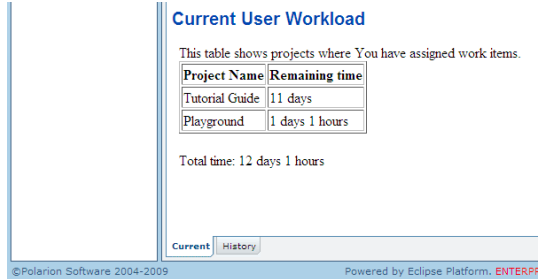 Current User Workload
This table shows projects where You have assigned work items.
Project Name Remaining time
Tutorial Guide 11 days
Playground 1 days 1 hours
Total time: 12 days 1 hours
Current History
©Polarion Software 2004-2009 Powered by Eclipse Platform. ENTERPR